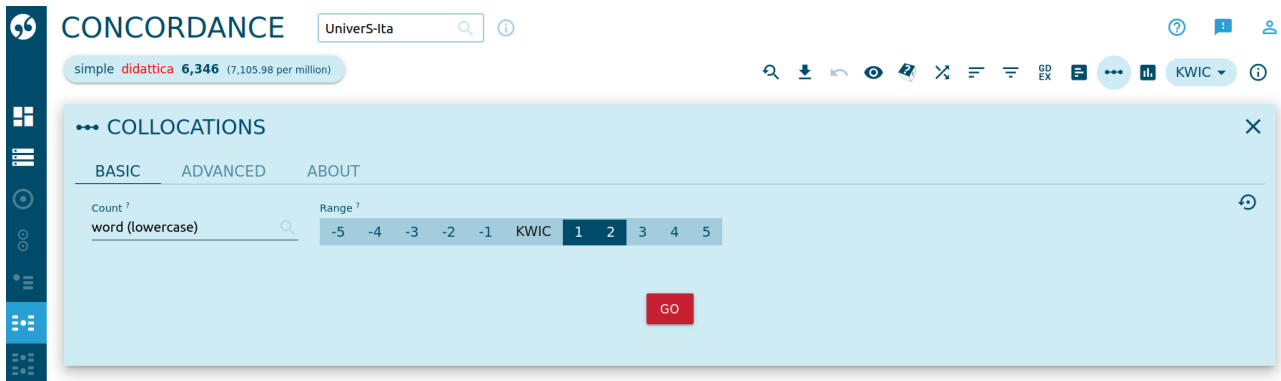 CONCORDANCE UniverS-Ita
simple didattica 6,346 (7,105.98 per million)
GD EX KWIC
COLLOCATIONS
BASIC ADVANCED ABOUT
Count ? Range ?
word (lowercase) -5 -4 -3 -2 -1 KWIC 1 2 3 4 5
GO